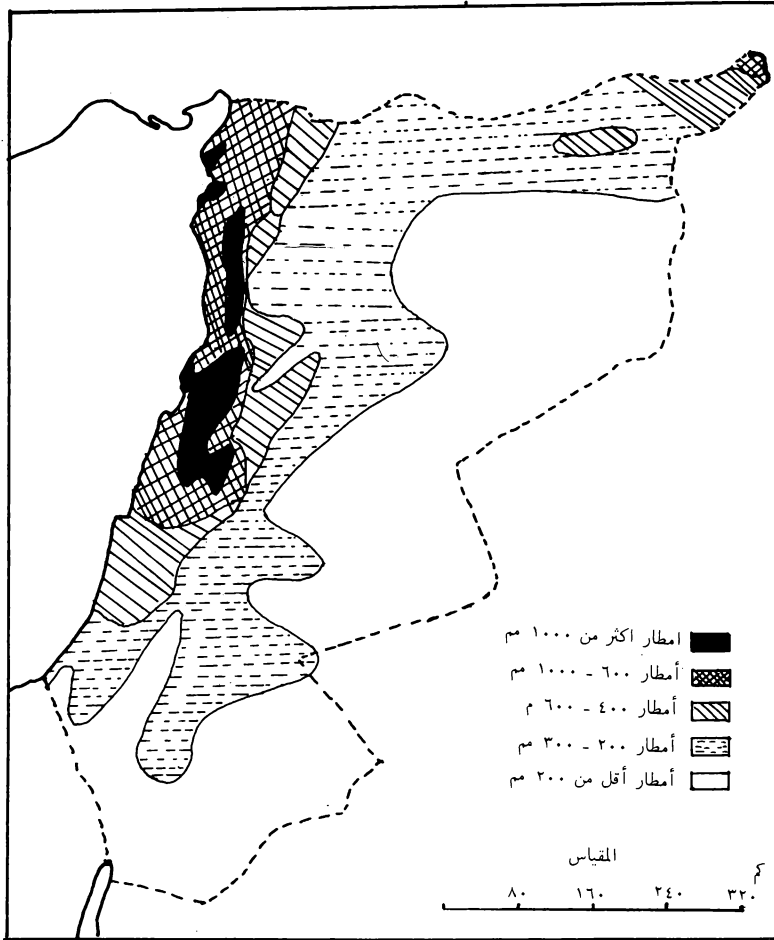 امطار اكثر من ١٠٠٠ مم
أمطار ٦٠٠ ـ ١٠٠٠ مم
أمطار ٤٠٠ ـ ٦٠٠ م
أمطار ٢٠٠ ـ ٣٠٠ مم
أمطار أقل من ٢٠٠ مم
المقياس
كم
٨٠ ١٦٠ ٢٤٠ ٣٢٠